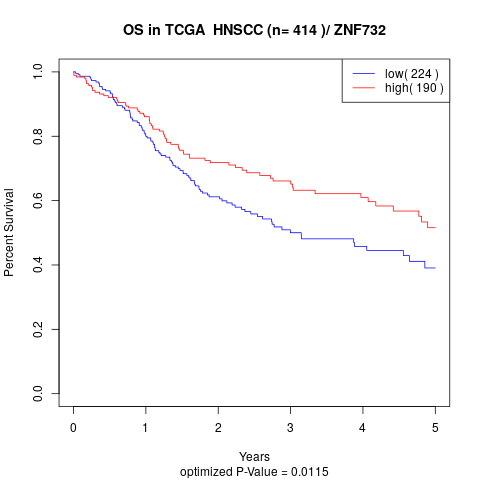 OS in TCGA  HNSCC (n= 414 )/ ZNF732
low( 224 )
high( 190 )
Percent Survival
1.0
0.8
0.6
0.4
0.2
0.0
0 1 2 3 4 5
Years
optimized P-Value = 0.0115